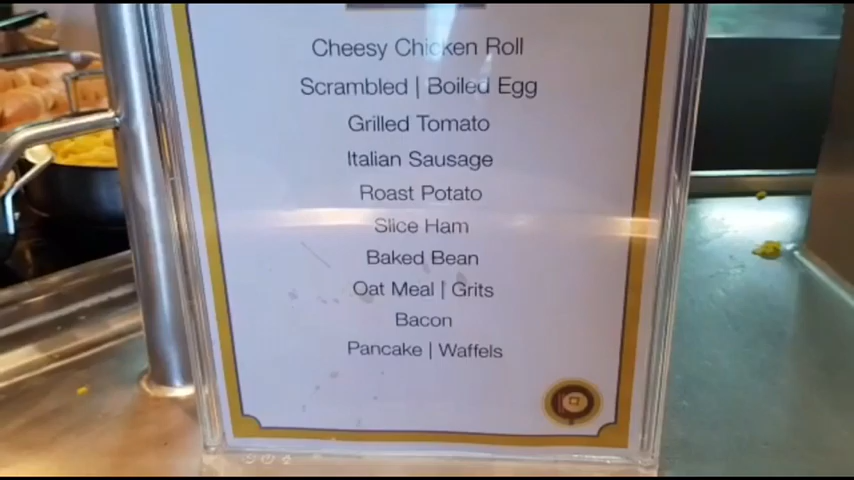 Cheesy Chicken Roll
Scrambled | Boiled Egg
Grilled Tomato
Italian Sausage
Roast Potato
Slice Ham
Baked Bean
Oat Meal | Grits
Bacon
Pancake | Waffels